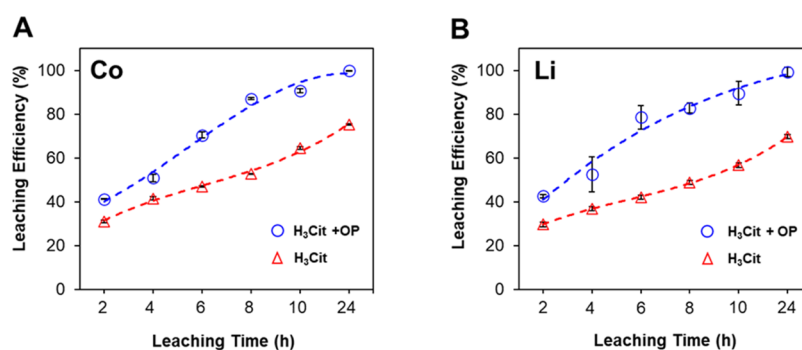 A
Co
Leaching Efficiency (%)
100
80
60
40
20
0
H₃Cit +OP
H₃Cit
2 4 6 8 10 24
Leaching Time (h)
B
Li
Leaching Efficiency (%)
100
80
60
40
20
0
H₃Cit + OP
H₃Cit
2 4 6 8 10 24
Leaching Time (h)